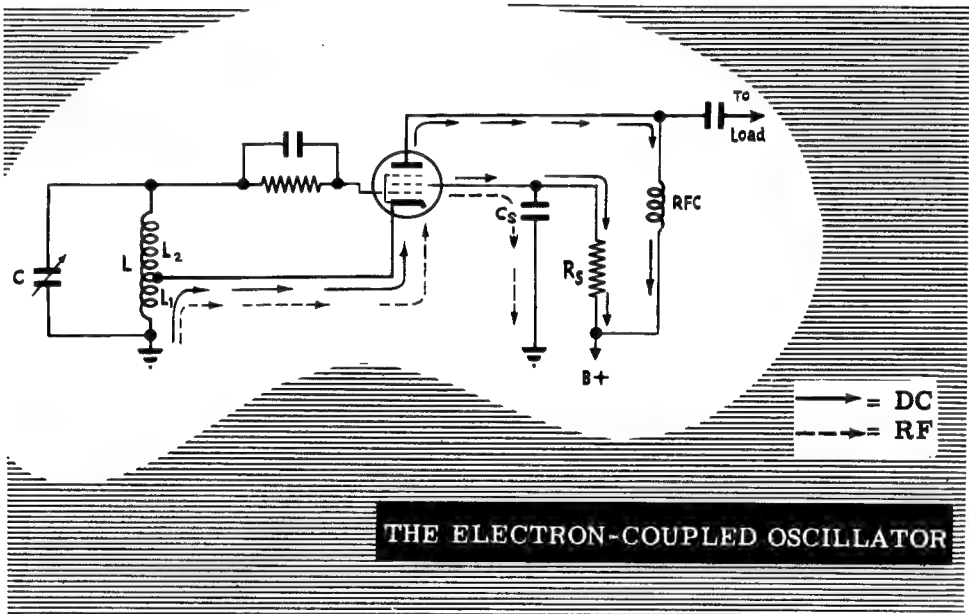 To
Load
RFC
C
L
L₂
L₁
Cs
Rs
B+
= DC
= RF
THE ELECTRON-COUPLED OSCILLATOR